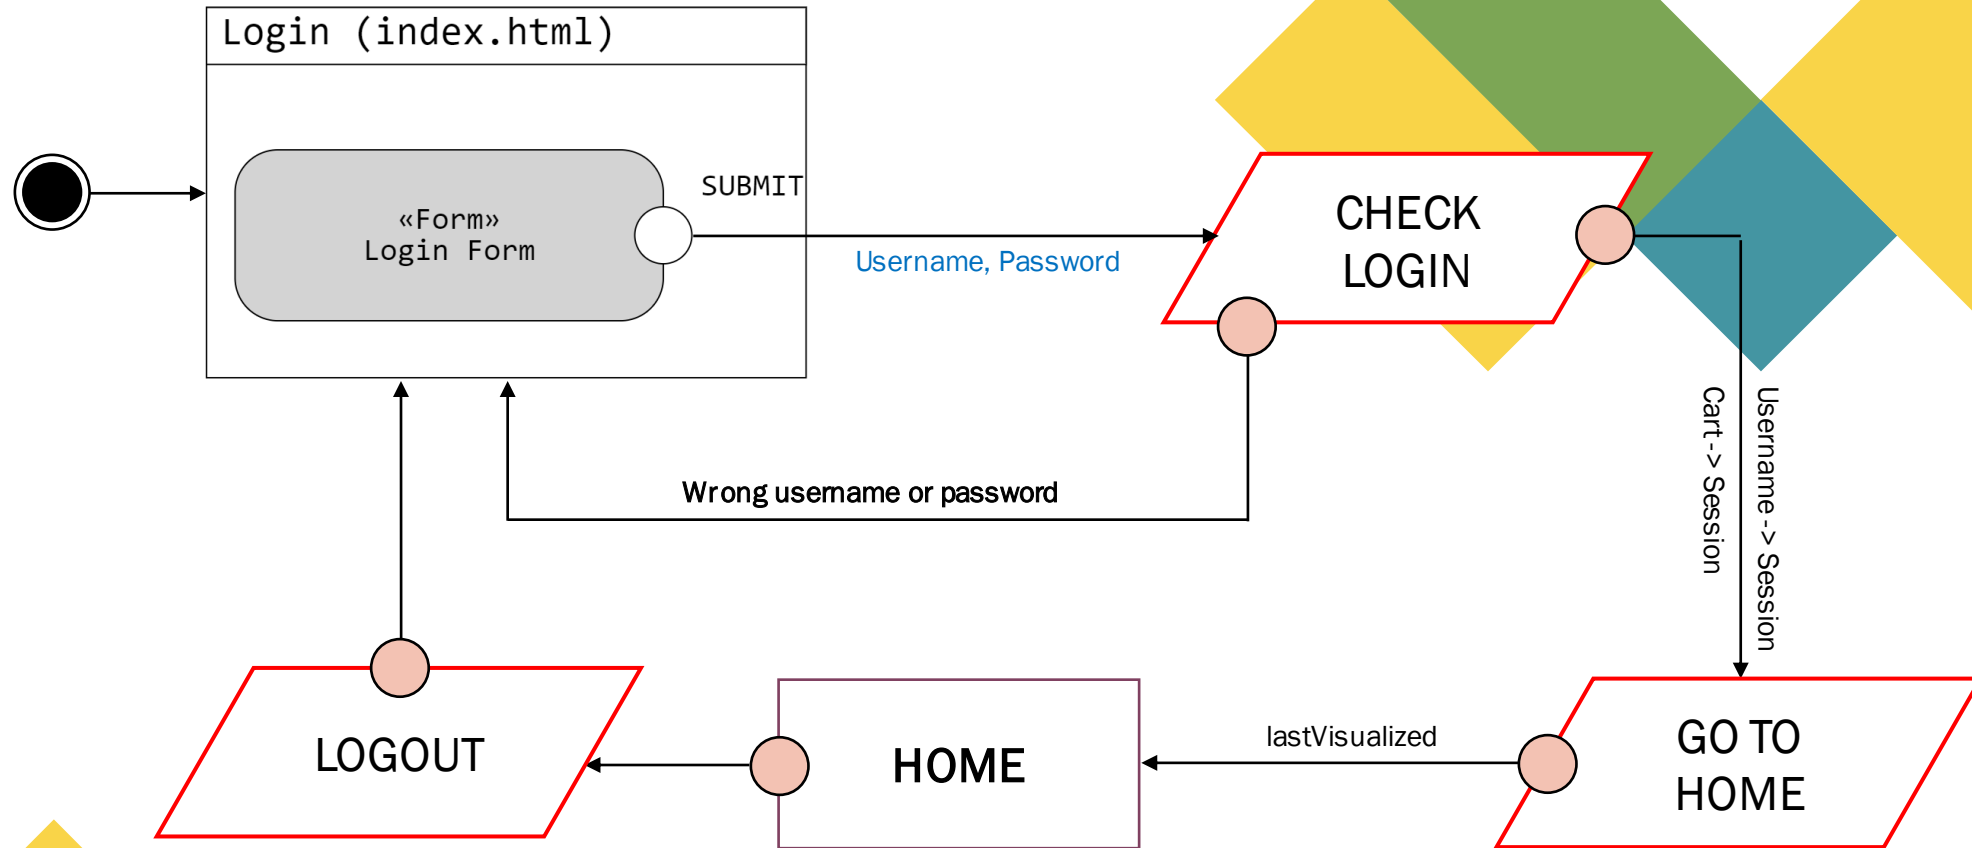 Login (index.html)
SUBMIT
«Form»
Login Form
Username, Password
CHECK
LOGIN
Wrong username or password
Cart -> Session
Username -> Session
LOGOUT
HOME
lastVisualized
GO TO
HOME